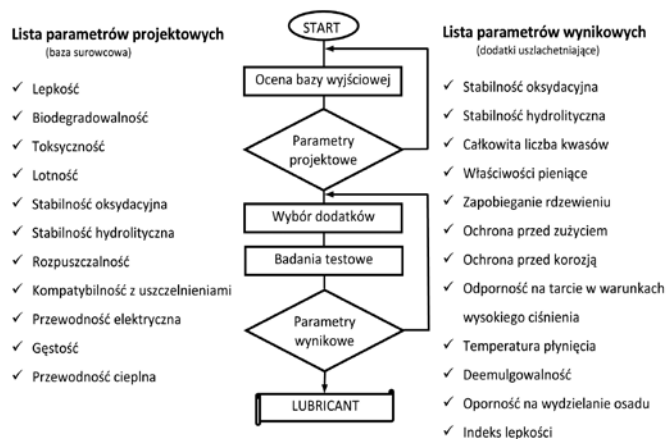 Lista parametrów projektowych
(baza surowcowa)
✓ Lepkość
✓ Biodegradowalność
✓ Toksyczność
✓ Lotność
✓ Stabilność oksydacyjna
✓ Stabilność hydrolityczna
✓ Rozpuszczalność
✓ Kompatybilność z uszczelnieniami
✓ Przewodność elektryczna
✓ Gęstość
✓ Przewodność cieplna
START
Ocena bazy wyjściowej
Parametry
projektowe
Wybór dodatków
Badania testowe
Parametry
wynikowe
LUBRICANT
Lista parametrów wynikowych
(dodatki uszlachetniające)
✓ Stabilność oksydacyjna
✓ Stabilność hydrolityczna
✓ Całkowita liczba kwasów
✓ Właściwości pieniące
✓ Zapobieganie rdzewieniu
✓ Ochrona przed zużyciem
✓ Ochrona przed korozją
✓ Odporność na tarcie w warunkach
wysokiego ciśnienia
✓ Temperatura płynięcia
✓ Deemulgowalność
✓ Oporność na wydzielanie osadu
✓ Indeks lepkości